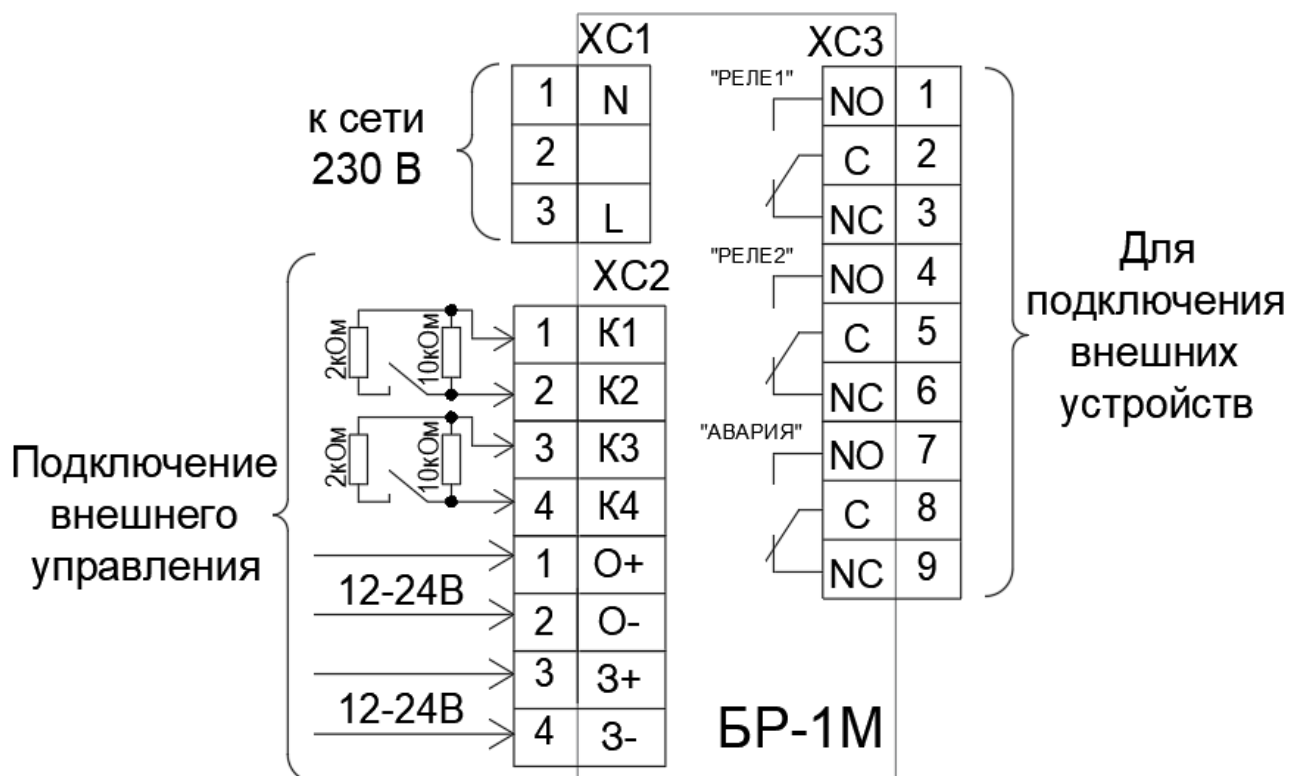 XC1
к сети
230 В
1 N
2
3 L
XC2
2кОм
10кОм
1 К1
2 К2
2кОм
10кОм
3 К3
4 К4
Подключение
внешнего
управления
12-24В
1 О+
2 О-
12-24В
3 З+
4 З-
XC3
"РЕЛЕ1"
NO 1
C 2
NC 3
"РЕЛЕ2"
NO 4
C 5
NC 6
"АВАРИЯ"
NO 7
C 8
NC 9
Для
подключения
внешних
устройств
БР-1М